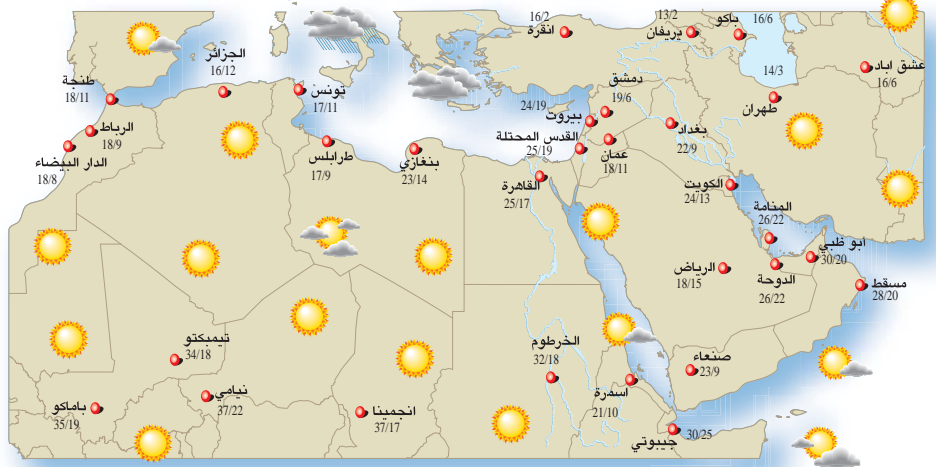 16/2
انقرة
13/2
يريفان
باكو
16/6
14/3
عشق اباد
16/6
طهران
الجزائر
16/12
طنجة
18/11
تونس
17/11
دمشق
19/6
24/19
بيروت
الرباط
18/9
الدار البيضاء
18/8
طرابلس
17/9
بنغازي
23/14
القدس المحتلة
25/19
عمان
18/11
بغداد
22/9
القاهرة
25/17
الكويت
24/13
المنامة
26/22
ابو ظبي
30/20
الرياض
18/15
الدوحة
26/22
مسقط
28/20
تيمبكتو
34/18
الخرطوم
32/18
صنعاء
23/9
اسمرة
21/10
نيامي
37/22
باماكو
35/19
انجمينا
37/17
جيبوتي
30/25